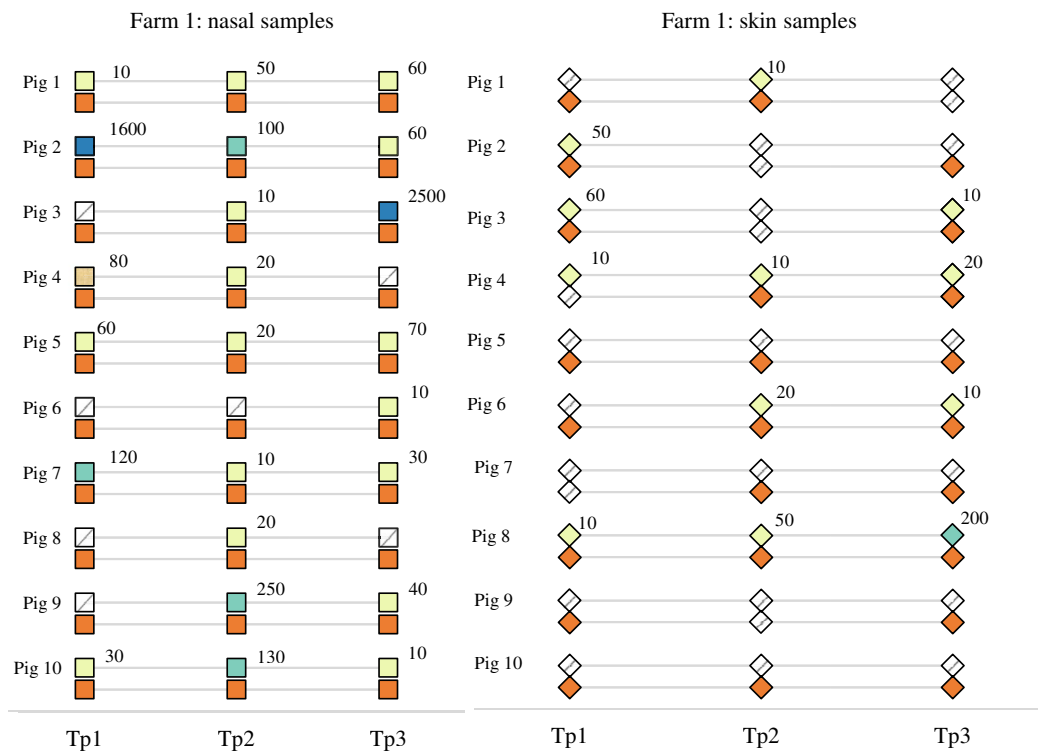 Farm 1: nasal samples
Pig 1 10 50 60
Pig 2 1600 100 60
Pig 3 10 2500
Pig 4 80 20
Pig 5 60 20 70
Pig 6 10
Pig 7 120 10 30
Pig 8 20
Pig 9 250 40
Pig 10 30 130 10
Tp1 Tp2 Tp3
Farm 1: skin samples
Pig 1 10
Pig 2 50
Pig 3 60 10
Pig 4 10 10 20
Pig 5
Pig 6 20 10
Pig 7
Pig 8 10 50 200
Pig 9
Pig 10
Tp1 Tp2 Tp3